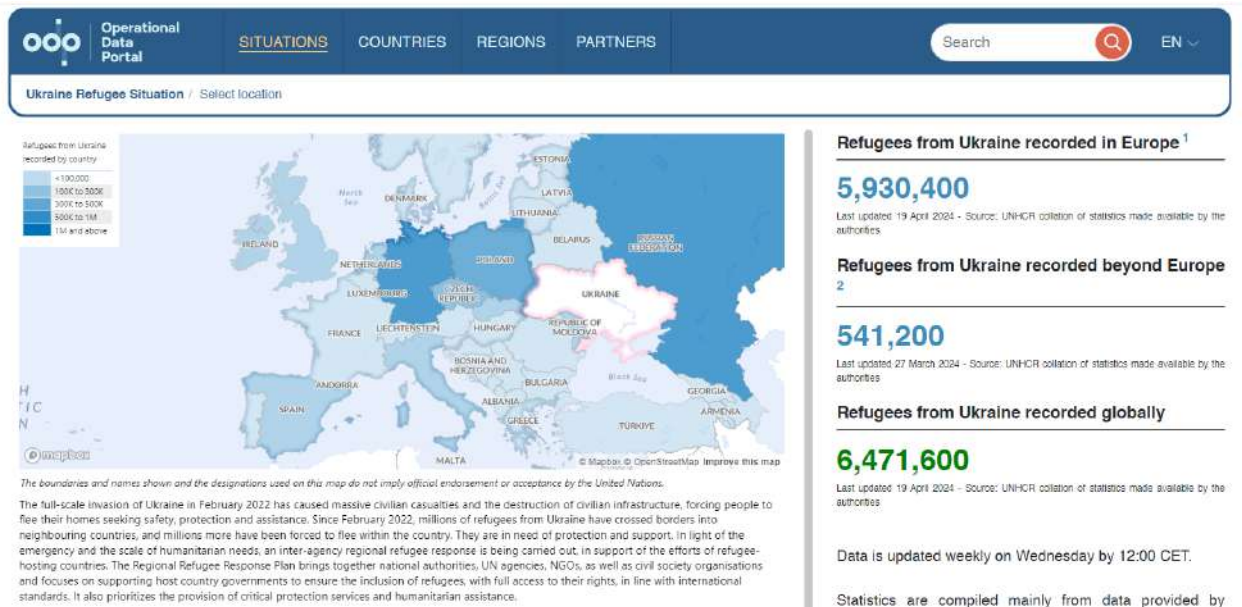 Operational
Data
Portal
SITUATIONS
COUNTRIES
REGIONS
PARTNERS
Search
EN
Ukraine Refugee Situation / Select location
Refugees from Ukraine
recorded by country
<100,000
100K to 300K
300K to 500K
500K to 1M
1M and above
North
Sea
Baltic Sea
ESTONIA
LATVIA
DENMARK
LITHUANIA
IRELAND
BELARUS
RUSSIAN
FEDERATION
NETHERLANDS
POLAND
LUXEMBOURG
CZECH
REPUBLIC
UKRAINE
FRANCE
LIECHTENSTEIN
HUNGARY
REPUBLIC OF
MOLDOVA
BOSNIA AND
HERZEGOVINA
ANDORRA
BULGARIA
Black Sea
GEORGIA
SPAIN
ALBANIA
ARMENIA
GREECE
TÜRKIYE
MALTA
mapbox
© Mapbox © OpenStreetMap Improve this map
The boundaries and names shown and the designations used on this map do not imply official endorsement or acceptance by the United Nations.
The full-scale invasion of Ukraine in February 2022 has caused massive civilian casualties and the destruction of civilian infrastructure, forcing people to
flee their homes seeking safety, protection and assistance. Since February 2022, millions of refugees from Ukraine have crossed borders into
neighbouring countries, and millions more have been forced to flee within the country. They are in need of protection and support. In light of the
emergency and the scale of humanitarian needs, an inter-agency regional refugee response is being carried out, in support of the efforts of refugee-
hosting countries. The Regional Refugee Response Plan brings together national authorities, UN agencies, NGOs, as well as civil society organisations
and focuses on supporting host country governments to ensure the inclusion of refugees, with full access to their rights, in line with international
standards. It also prioritizes the provision of critical protection services and humanitarian assistance.
Refugees from Ukraine recorded in Europe 1
5,930,400
Last updated 19 April 2024 - Source: UNHCR collation of statistics made available by the
authorities
Refugees from Ukraine recorded beyond Europe
2
541,200
Last updated 27 March 2024 - Source: UNHCR collation of statistics made available by the
authorities
Refugees from Ukraine recorded globally
6,471,600
Last updated 19 April 2024 - Source: UNHCR collation of statistics made available by the
authorities
Data is updated weekly on Wednesday by 12:00 CET.
Statistics are compiled mainly from data provided by